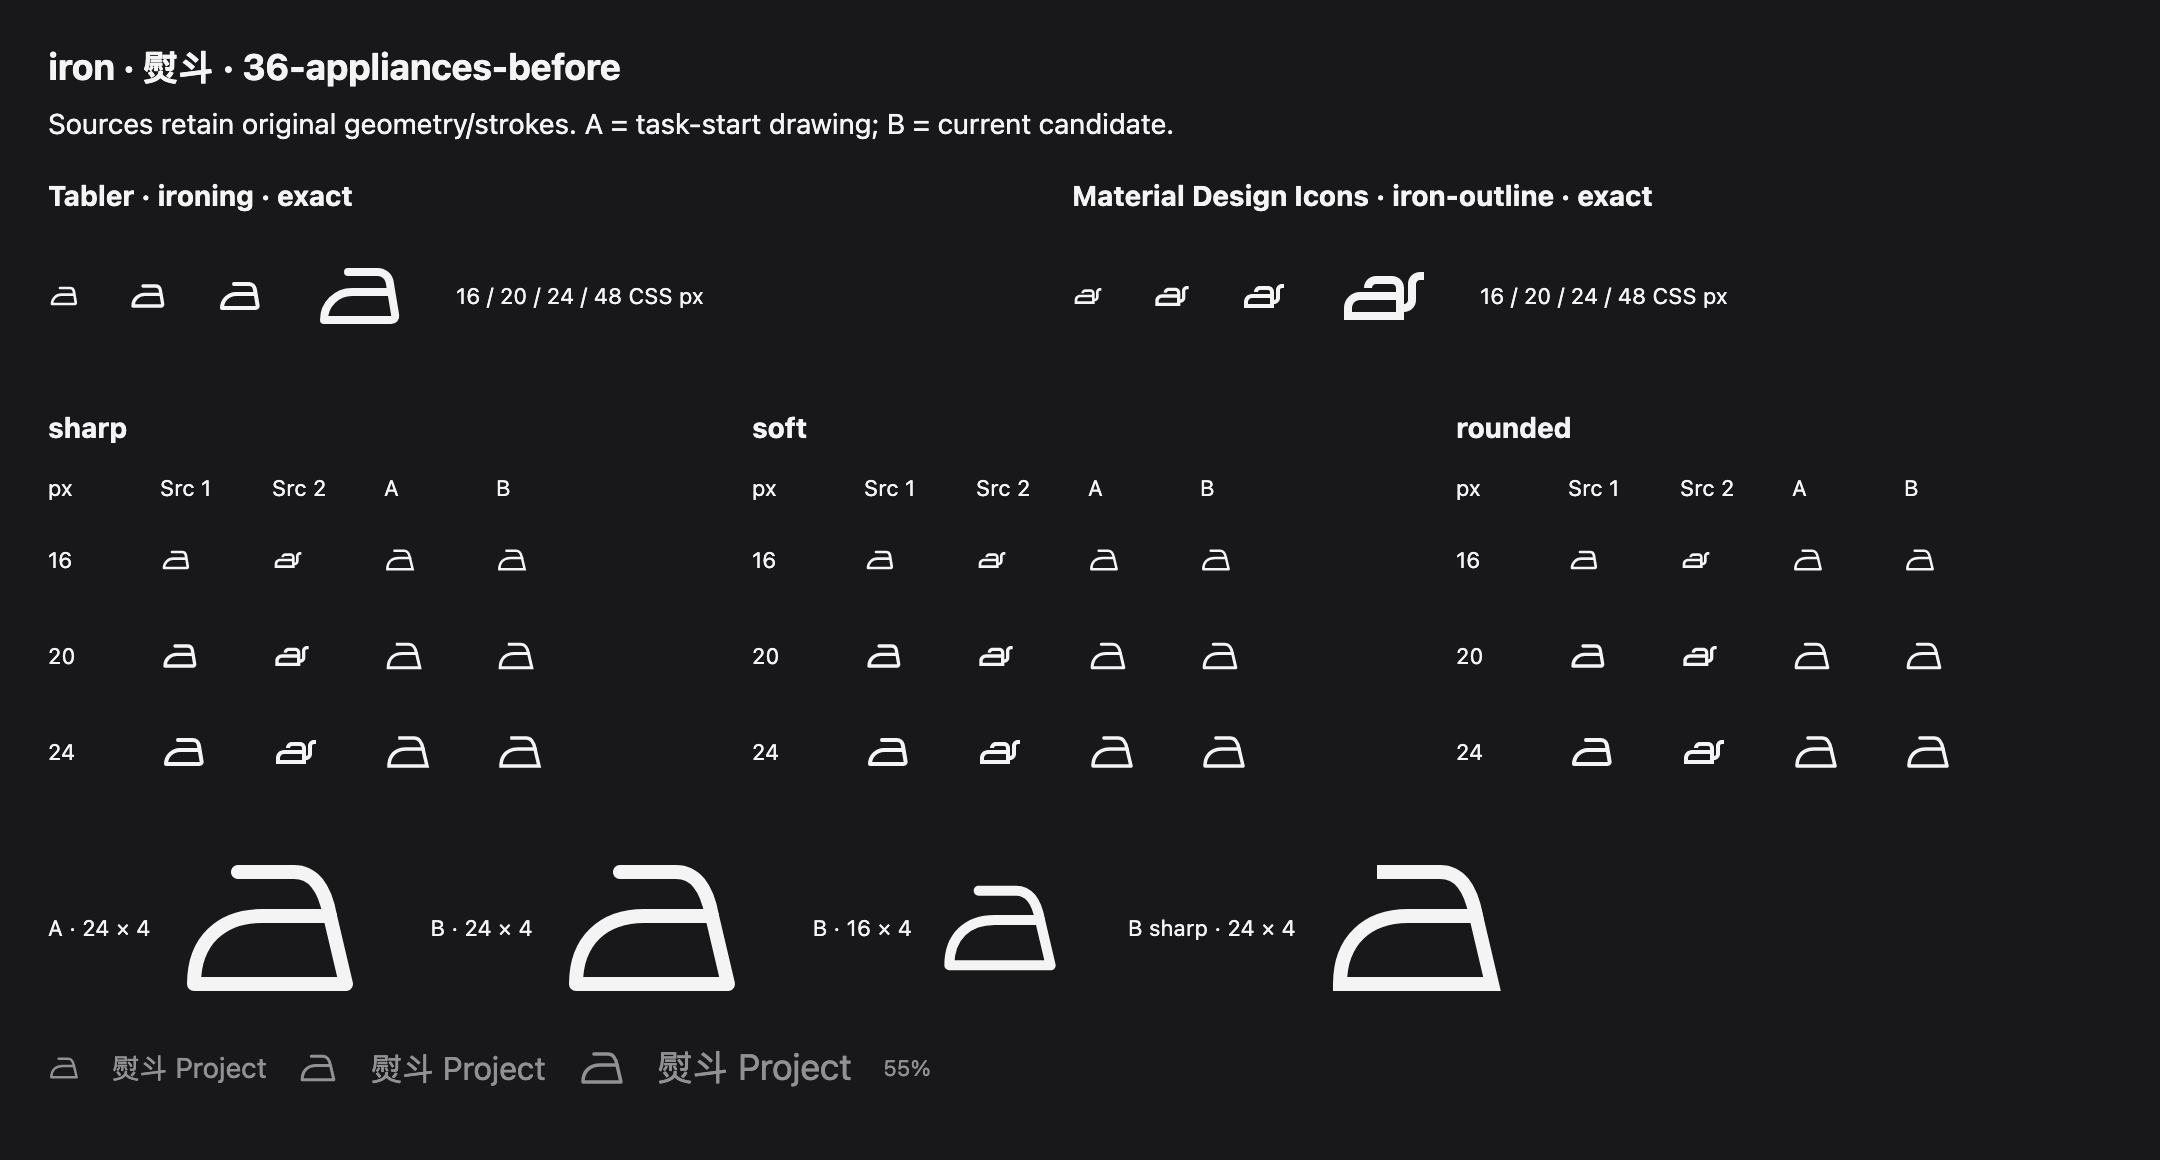 iron · 熨斗 · 36-appliances-before
Sources retain original geometry/strokes. A = task-start drawing; B = current candidate.
Tabler · ironing · exact
Material Design Icons · iron-outline · exact
16 / 20 / 24 / 48 CSS px
16 / 20 / 24 / 48 CSS px
sharp
soft
rounded
px Src 1 Src 2 A B
px Src 1 Src 2 A B
px Src 1 Src 2 A B
16
16
16
20
20
20
24
24
24
A · 24 × 4
B · 24 × 4
B · 16 × 4
B sharp · 24 × 4
熨斗 Project
熨斗 Project
熨斗 Project
55%